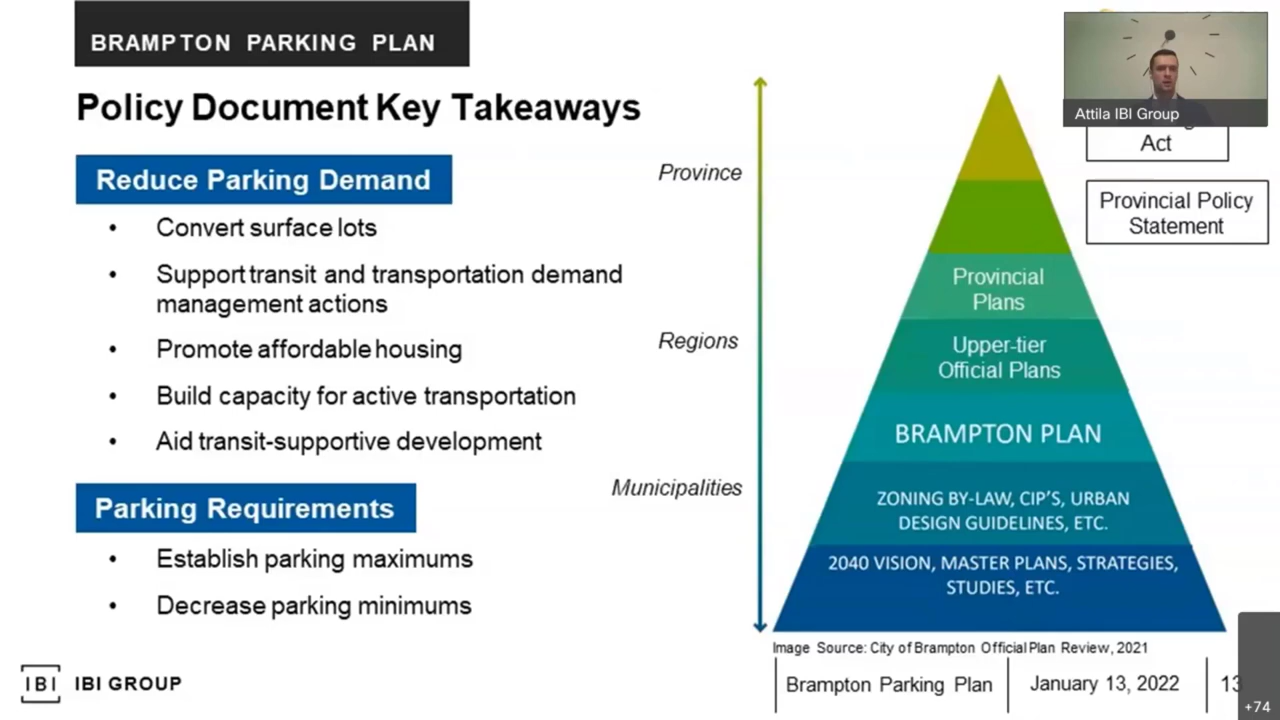 BRAMPTON PARKING PLAN
Policy Document Key Takeaways
Reduce Parking Demand
• Convert surface lots
• Support transit and transportation demand
management actions
• Promote affordable housing
• Build capacity for active transportation
• Aid transit-supportive development
Parking Requirements
• Establish parking maximums
• Decrease parking minimums
IBI IBI GROUP
Province
Regions
Municipalities
Attila IBI Group
Act
Provincial Policy
Statement
Provincial
Plans
Upper-tier
Official Plans
BRAMPTON PLAN
ZONING BY-LAW, CIP'S, URBAN
DESIGN GUIDELINES, ETC.
2040 VISION, MASTER PLANS, STRATEGIES,
STUDIES, ETC.
Image Source: City of Brampton Official Plan Review, 2021
Brampton Parking Plan
January 13, 2022
13
+74